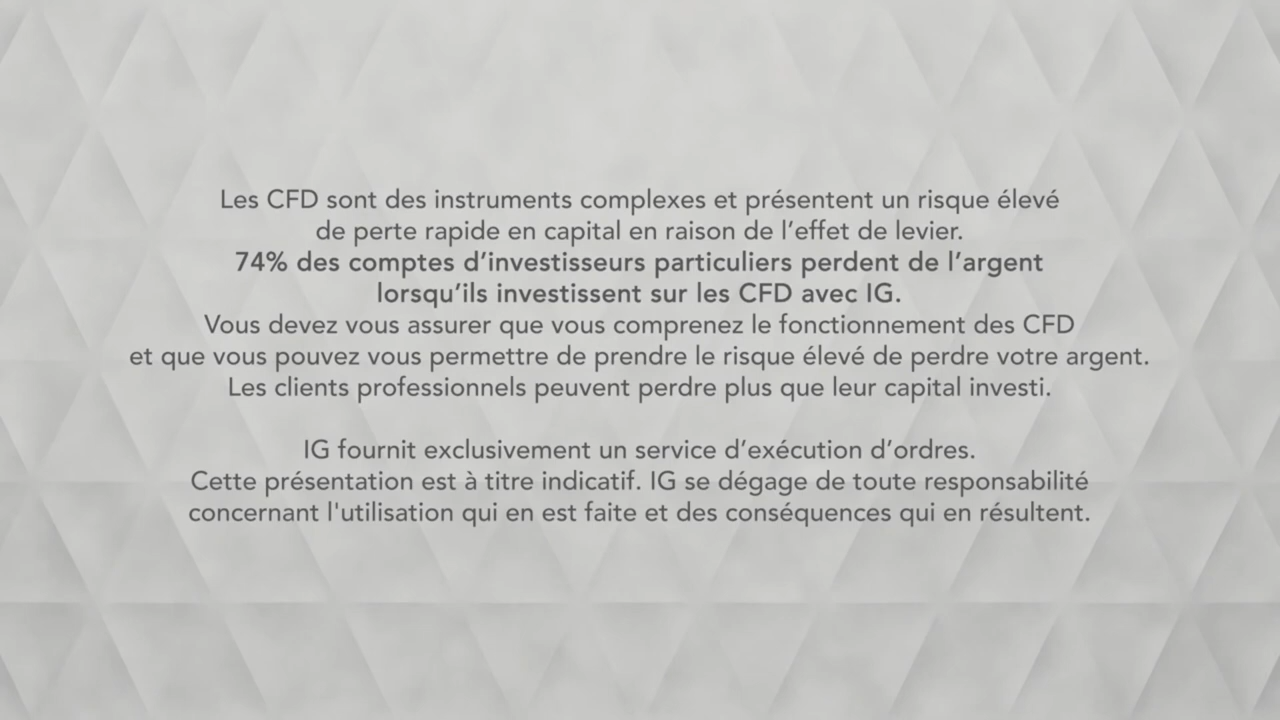 Les CFD sont des instruments complexes et présentent un risque élevé
de perte rapide en capital en raison de l’effet de levier.
74% des comptes d’investisseurs particuliers perdent de l’argent
lorsqu’ils investissent sur les CFD avec IG.
Vous devez vous assurer que vous comprenez le fonctionnement des CFD
et que vous pouvez vous permettre de prendre le risque élevé de perdre votre argent.
Les clients professionnels peuvent perdre plus que leur capital investi.
IG fournit exclusivement un service d’exécution d’ordres.
Cette présentation est à titre indicatif. IG se dégage de toute responsabilité
concernant l'utilisation qui en est faite et des conséquences qui en résultent.